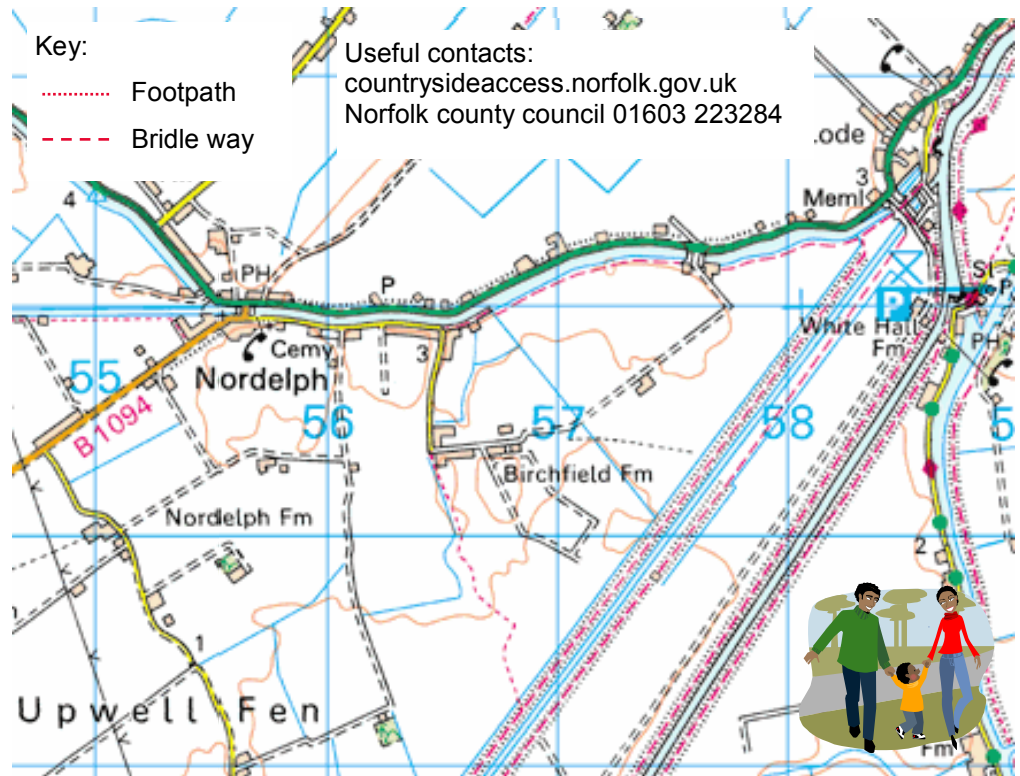 Key:
Footpath
Bridle way
Useful contacts:
countrysideaccess.norfolk.gov.uk
Norfolk county council 01603 223284
4
PH
P
3
Meml
3
Cemy
Nordelph
55
56
57
58
B 1094
3
White Hall
Fm
P
PH
Birchfield Fm
Nordelph Fm
2
1
Upwell Fen
Fm